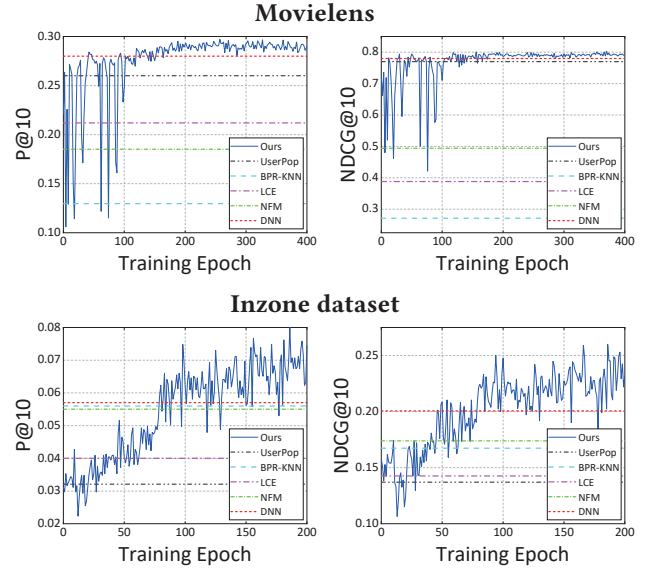 Movielens
P@10
0.30
0.25
0.20
0.15
0.10
0 100 200 300 400
Training Epoch
Ours
UserPop
BPR-KNN
LCE
NFM
DNN
NDCG@10
0.8
0.7
0.6
0.5
0.4
0.3
0 100 200 300 400
Training Epoch
Ours
UserPop
BPR-KNN
LCE
NFM
DNN
Inzone dataset
P@10
0.08
0.07
0.06
0.05
0.04
0.03
0.02
0 50 100 150 200
Training Epoch
Ours
UserPop
BPR-KNN
LCE
NFM
DNN
NDCG@10
0.25
0.20
0.15
0.10
0 50 100 150 200
Training Epoch
Ours
UserPop
BPR-KNN
LCE
NFM
DNN